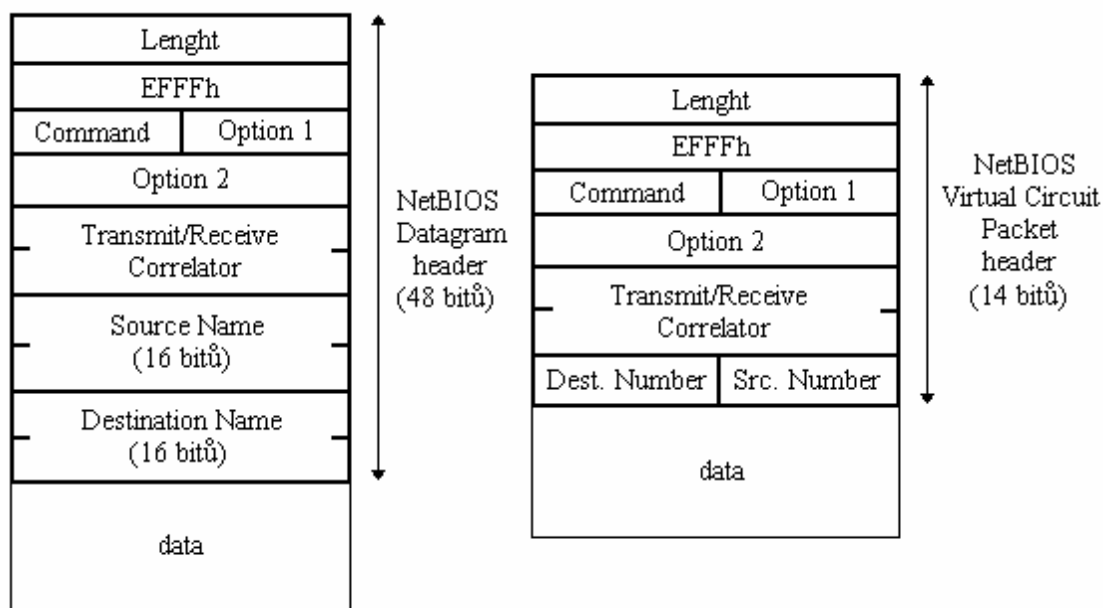 Lenght
EFFFh
Command
Option 1
Option 2
Transmit/Receive
Correlator
Source Name
(16 bitů)
Destination Name
(16 bitů)
data
NetBIOS
Datagram
header
(48 bitů)
Lenght
EFFFh
Command
Option 1
Option 2
Transmit/Receive
Correlator
Dest. Number
Src. Number
data
NetBIOS
Virtual Circuit
Packet
header
(14 bitů)